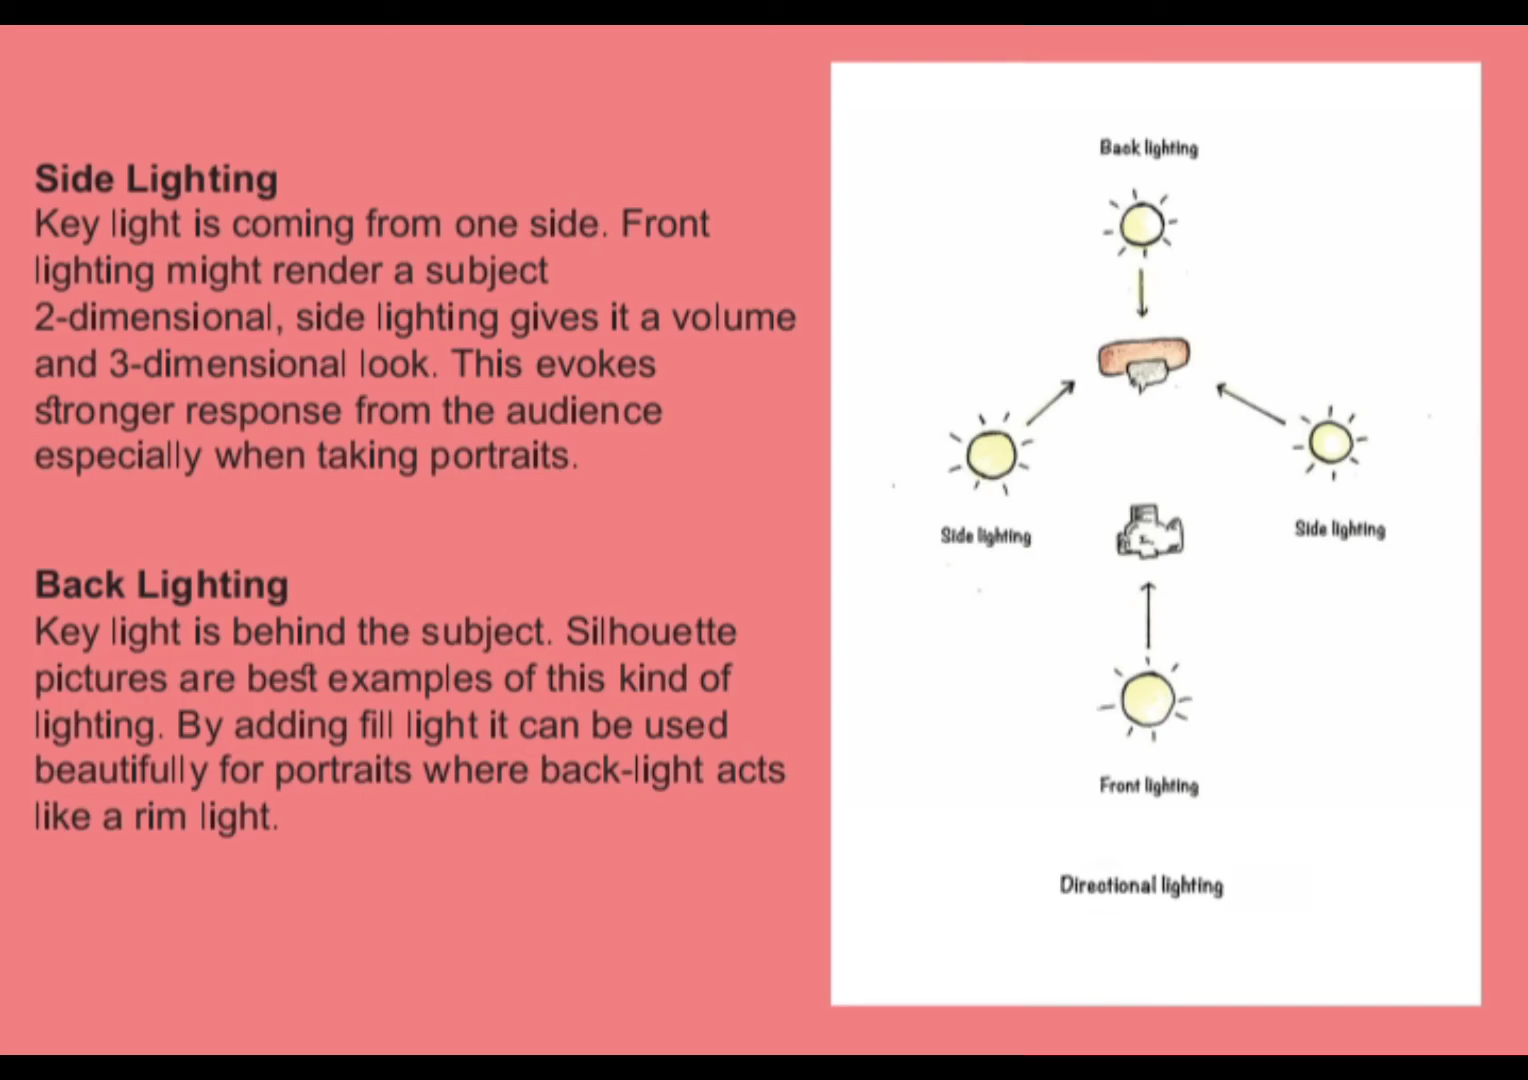 Side Lighting
Key light is coming from one side. Front
lighting might render a subject
2-dimensional, side lighting gives it a volume
and 3-dimensional look. This evokes
stronger response from the audience
especially when taking portraits.
Back Lighting
Key light is behind the subject. Silhouette
pictures are best examples of this kind of
lighting. By adding fill light it can be used
beautifully for portraits where back-light acts
like a rim light.
Back lighting
Side lighting
Side lighting
Front lighting
Directional lighting